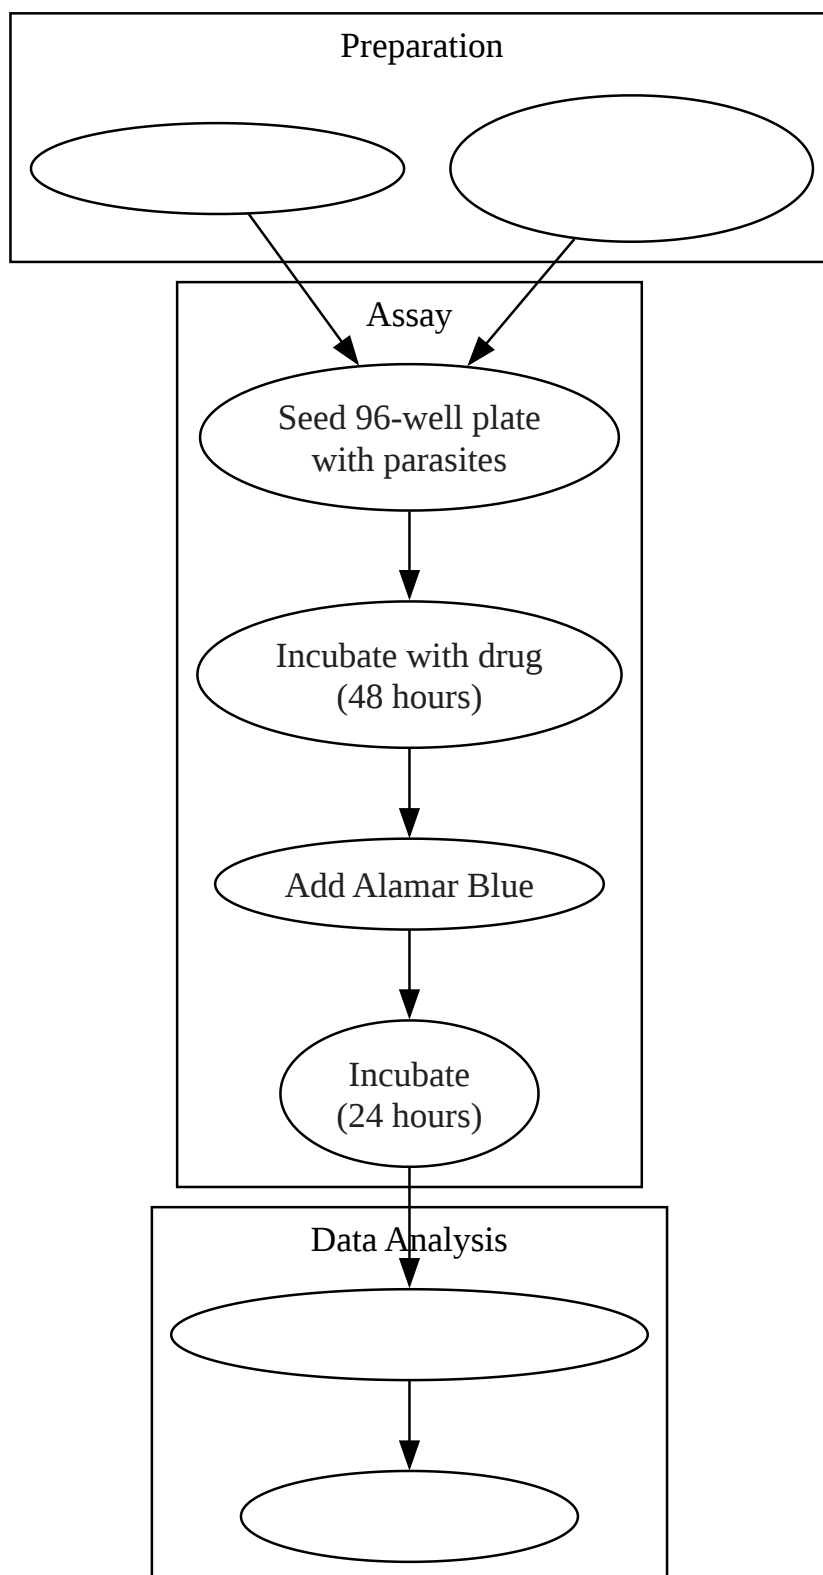 Preparation
Assay
Seed 96-well plate
with parasites
Incubate with drug
(48 hours)
Add Alamar Blue
Incubate
(24 hours)
Data Analysis